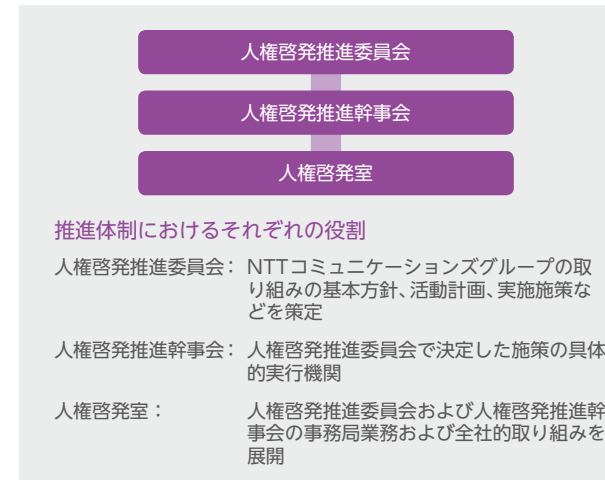 人権啓発推進委員会
人権啓発推進幹事会
人権啓発室
推進体制におけるそれぞれの役割
人権啓発推進委員会： NTTコミュニケーションズグループの取
り組みの基本方針、活動計画、実施施策な
どを策定
人権啓発推進幹事会： 人権啓発推進委員会で決定した施策の具体
的実行機関
人権啓発室： 人権啓発推進委員会および人権啓発推進幹
事会の事務局業務および全社的取り組みを
展開